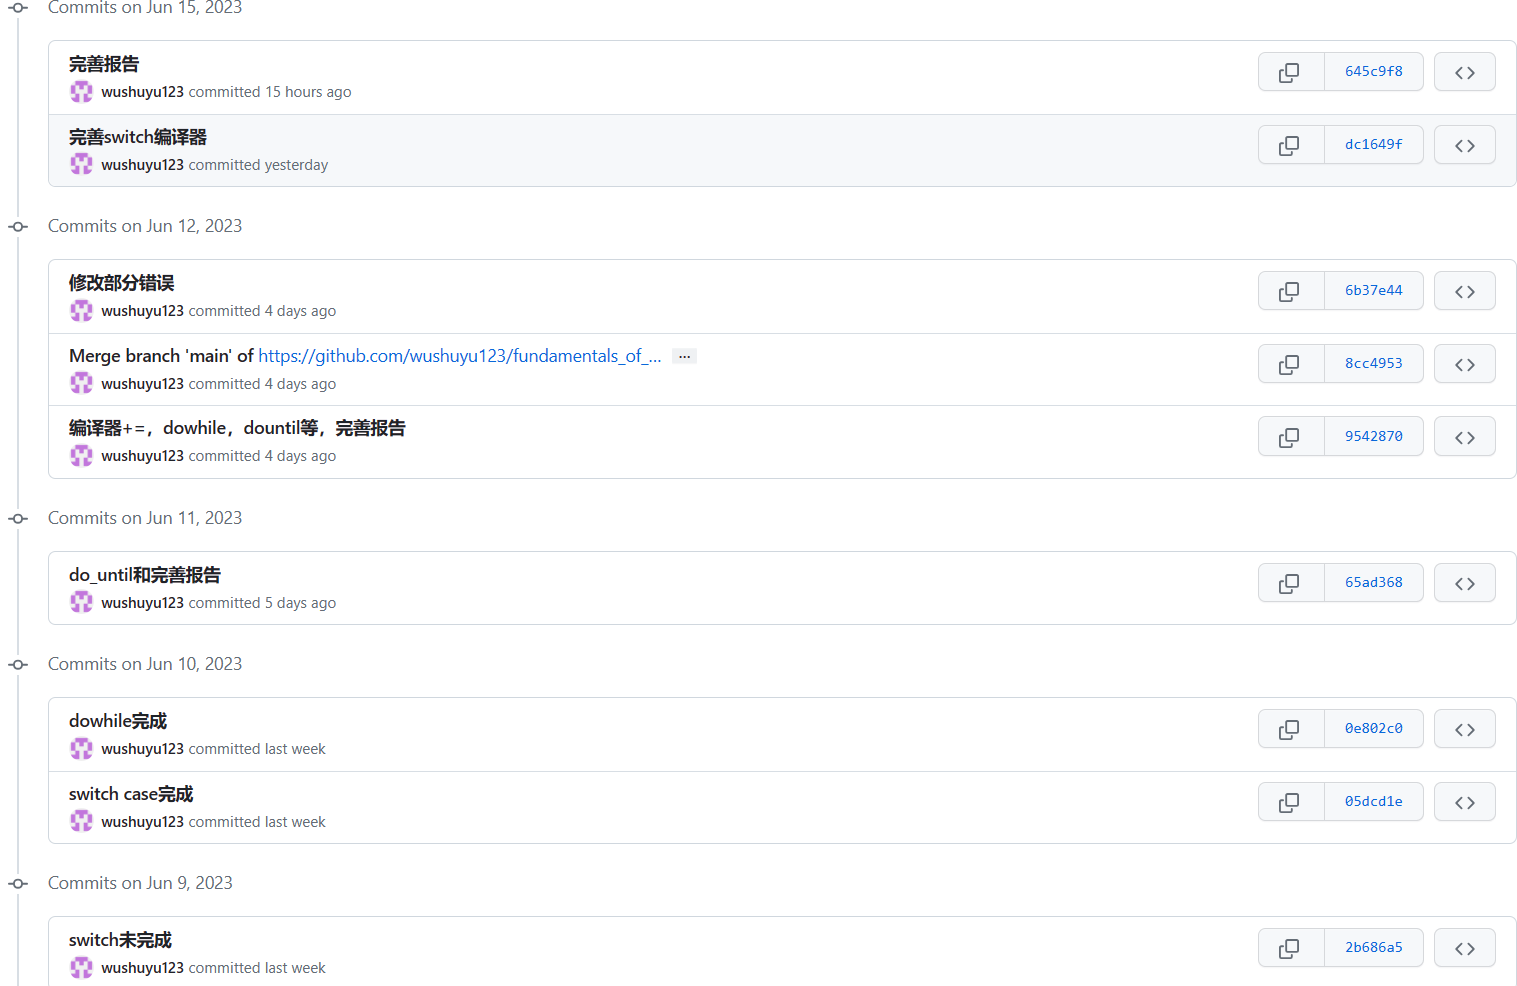 Commits on Jun 15, 2023
完善报告
645c9f8
wushuyu123 committed 15 hours ago
完善switch编译器
dc1649f
wushuyu123 committed yesterday
Commits on Jun 12, 2023
修改部分错误
6b37e44
wushuyu123 committed 4 days ago
Merge branch 'main' of https://github.com/wushuyu123/fundamentals_of_... ...
8cc4953
wushuyu123 committed 4 days ago
编译器+=，dowhile，dountil等，完善报告
9542870
wushuyu123 committed 4 days ago
Commits on Jun 11, 2023
do_until和完善报告
65ad368
wushuyu123 committed 5 days ago
Commits on Jun 10, 2023
dowhile完成
0e802c0
wushuyu123 committed last week
switch case完成
05dcd1e
wushuyu123 committed last week
Commits on Jun 9, 2023
switch未完成
2b686a5
wushuyu123 committed last week